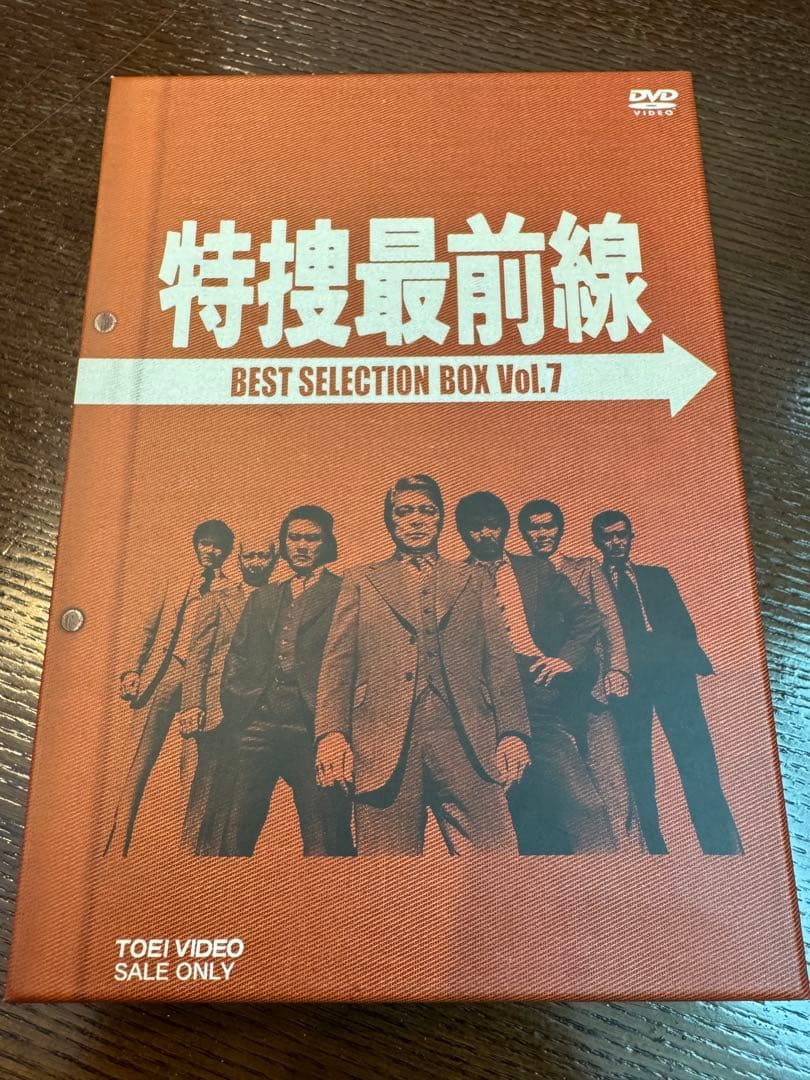 DVD
VIDEO
特捜最前線
BEST SELECTION BOX Vol.7
TOEI VIDEO
SALE ONLY